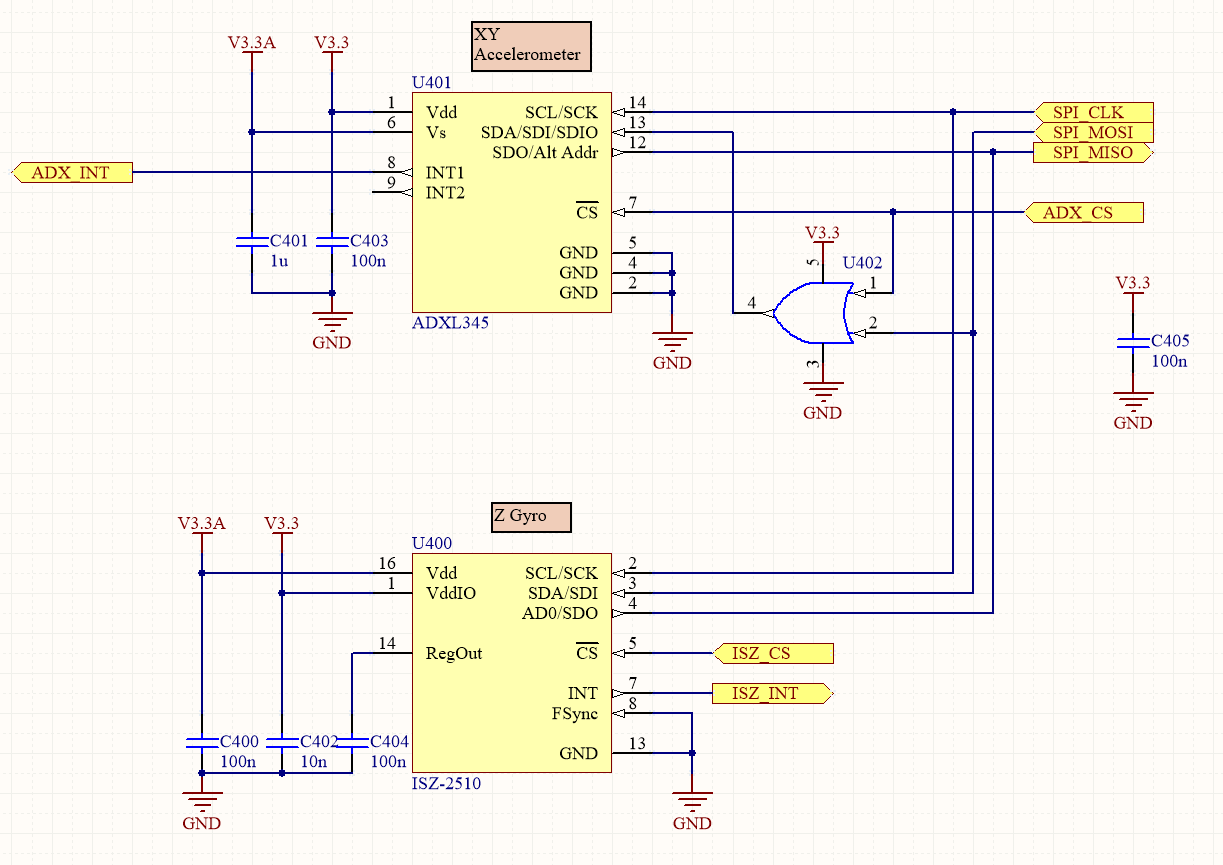 XY
Accelerometer
V3.3A
V3.3
U401
1
Vdd
SCL/SCK
14
SPI_CLK
6
Vs
SDA/SDI/SDIO
13
SPI_MOSI
SDO/Alt Addr
12
SPI_MISO
ADX_INT
8
INT1
9
INT2
CS
7
ADX_CS
C401
1u
C403
100n
GND
5
GND
4
GND
2
ADXL345
GND
GND
V3.3
5
U402
1
2
4
3
GND
V3.3
C405
100n
GND
Z Gyro
V3.3A
V3.3
U400
16
Vdd
SCL/SCK
2
1
VddIO
SDA/SDI
3
AD0/SDO
4
14
RegOut
CS
5
ISZ_CS
INT
7
ISZ_INT
FSync
8
GND
13
C400
100n
C402
10n
C404
100n
ISZ-2510
GND
GND